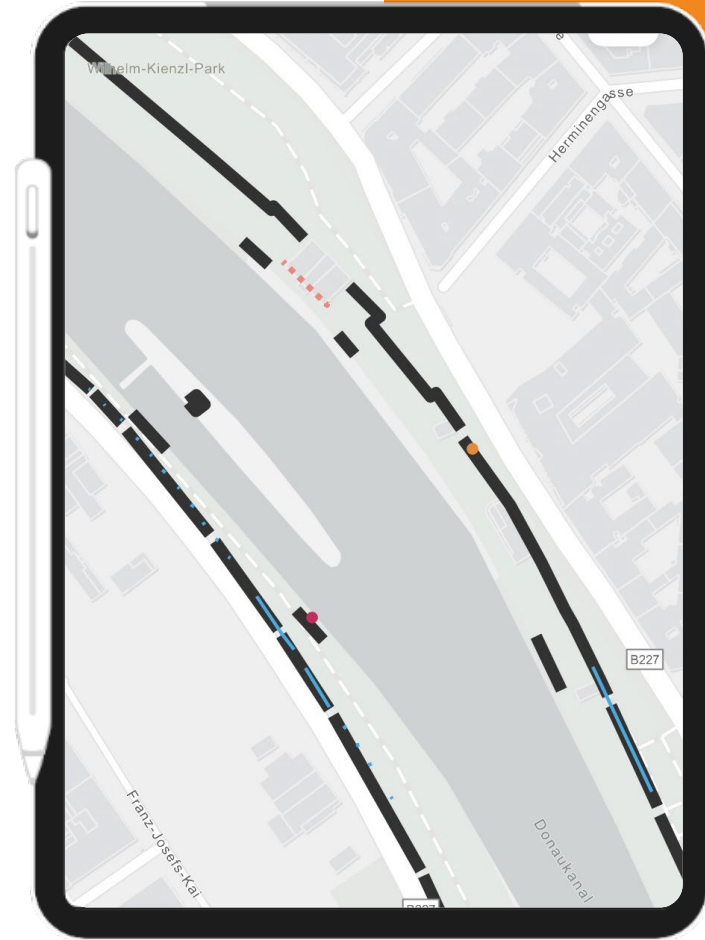 Wilhelm-Kienzl-Park
Herminengasse
B227
Donaukanal
Franz-Josefs-Kai